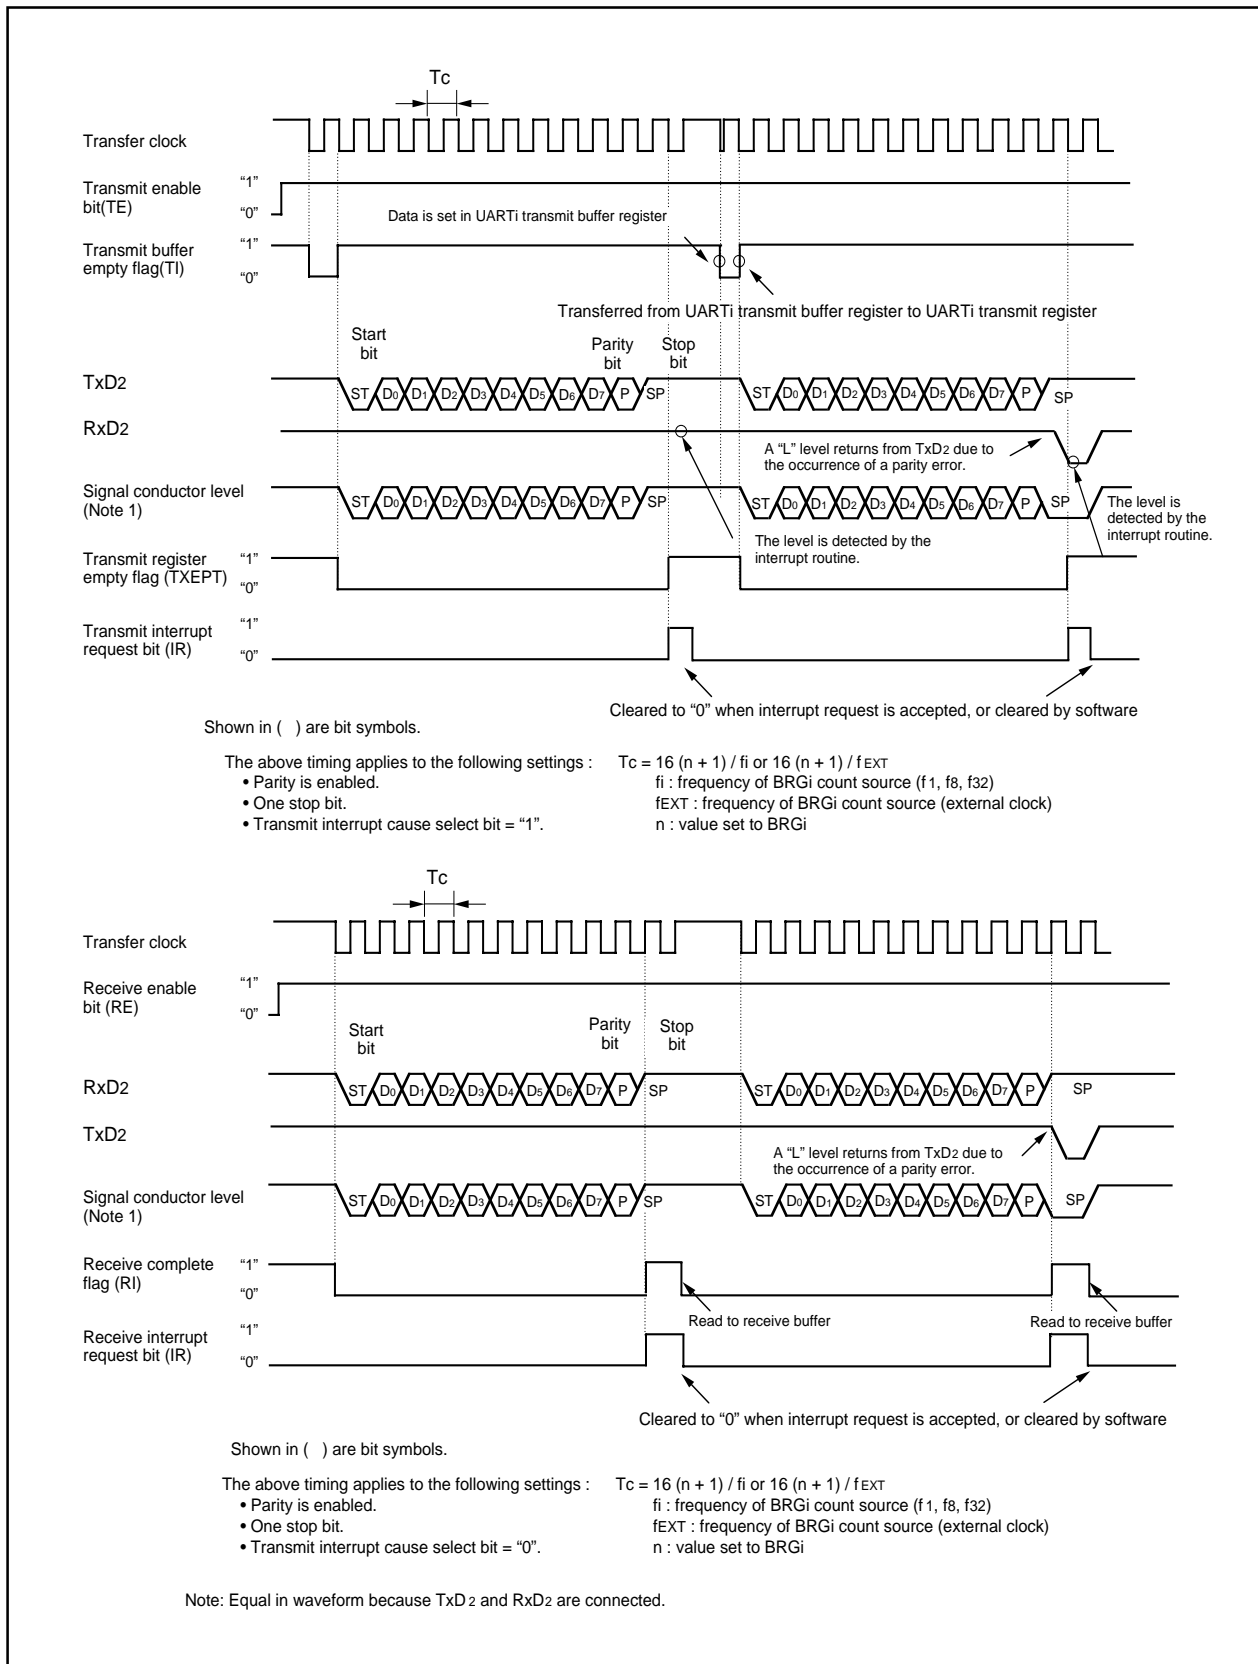 Tc
Transfer clock
Transmit enable
bit(TE)
“1”
“0”
Data is set in UARTi transmit buffer register
Transmit buffer
empty flag(TI)
“1”
“0”
Transferred from UARTi transmit buffer register to UARTi transmit register
Start
bit
Parity
bit
Stop
bit
TxD2
ST D0 D1 D2 D3 D4 D5 D6 D7 P SP
ST D0 D1 D2 D3 D4 D5 D6 D7 P SP
RxD2
A “L” level returns from TxD2 due to
the occurrence of a parity error.
Signal conductor level
(Note 1)
ST D0 D1 D2 D3 D4 D5 D6 D7 P SP
ST D0 D1 D2 D3 D4 D5 D6 D7 P SP
The level is
detected by the
interrupt routine.
The level is detected by the
interrupt routine.
Transmit register
empty flag (TXEPT)
“1”
“0”
Transmit interrupt
request bit (IR)
“1”
“0”
Cleared to “0” when interrupt request is accepted, or cleared by software
Shown in ( ) are bit symbols.
The above timing applies to the following settings :
• Parity is enabled.
• One stop bit.
• Transmit interrupt cause select bit = “1”.
Tc = 16 (n + 1) / fi or 16 (n + 1) / fEXT
fi : frequency of BRGi count source (f1, f8, f32)
fEXT : frequency of BRGi count source (external clock)
n : value set to BRGi
Tc
Transfer clock
Receive enable
bit (RE)
“1”
“0”
Start
bit
Parity
bit
Stop
bit
RxD2
ST D0 D1 D2 D3 D4 D5 D6 D7 P SP
ST D0 D1 D2 D3 D4 D5 D6 D7 P SP
TxD2
A “L” level returns from TxD2 due to
the occurrence of a parity error.
Signal conductor level
(Note 1)
ST D0 D1 D2 D3 D4 D5 D6 D7 P SP
ST D0 D1 D2 D3 D4 D5 D6 D7 P SP
Receive complete
flag (RI)
“1”
“0”
Read to receive buffer
Read to receive buffer
Receive interrupt
request bit (IR)
“1”
“0”
Cleared to “0” when interrupt request is accepted, or cleared by software
Shown in ( ) are bit symbols.
The above timing applies to the following settings :
• Parity is enabled.
• One stop bit.
• Transmit interrupt cause select bit = “0”.
Tc = 16 (n + 1) / fi or 16 (n + 1) / fEXT
fi : frequency of BRGi count source (f1, f8, f32)
fEXT : frequency of BRGi count source (external clock)
n : value set to BRGi
Note: Equal in waveform because TxD2 and RxD2 are connected.